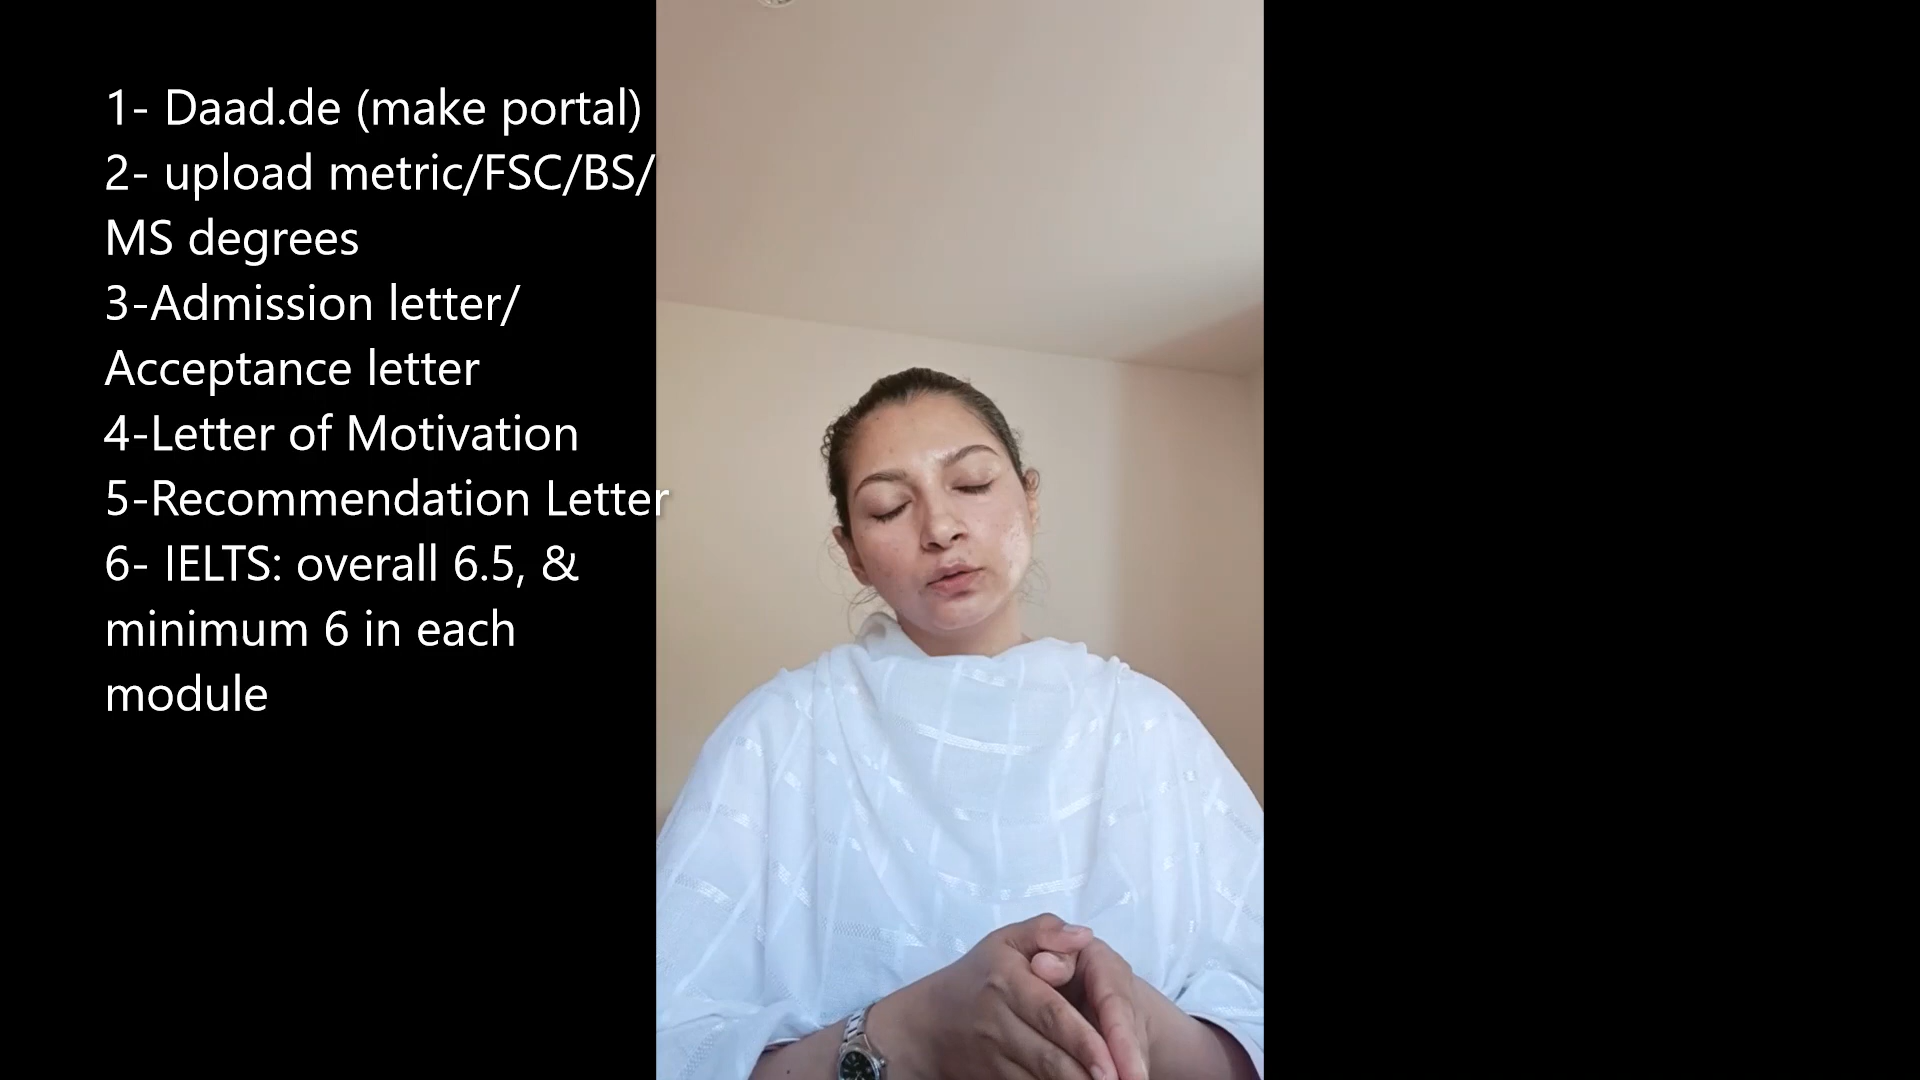 1- Daad.de (make portal)
2- upload metric/FSC/BS/
MS degrees
3-Admission letter/
Acceptance letter
4-Letter of Motivation
5-Recommendation Letter
6- IELTS: overall 6.5, &
minimum 6 in each
module